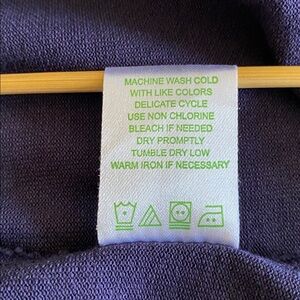 MACHINE WASH COLD
WITH LIKE COLORS
DELICATE CYCLE
USE NON CHLORINE
BLEACH IF NEEDED
DRY PROMPTLY
TUMBLE DRY LOW
WARM IRON IF NECESSARY